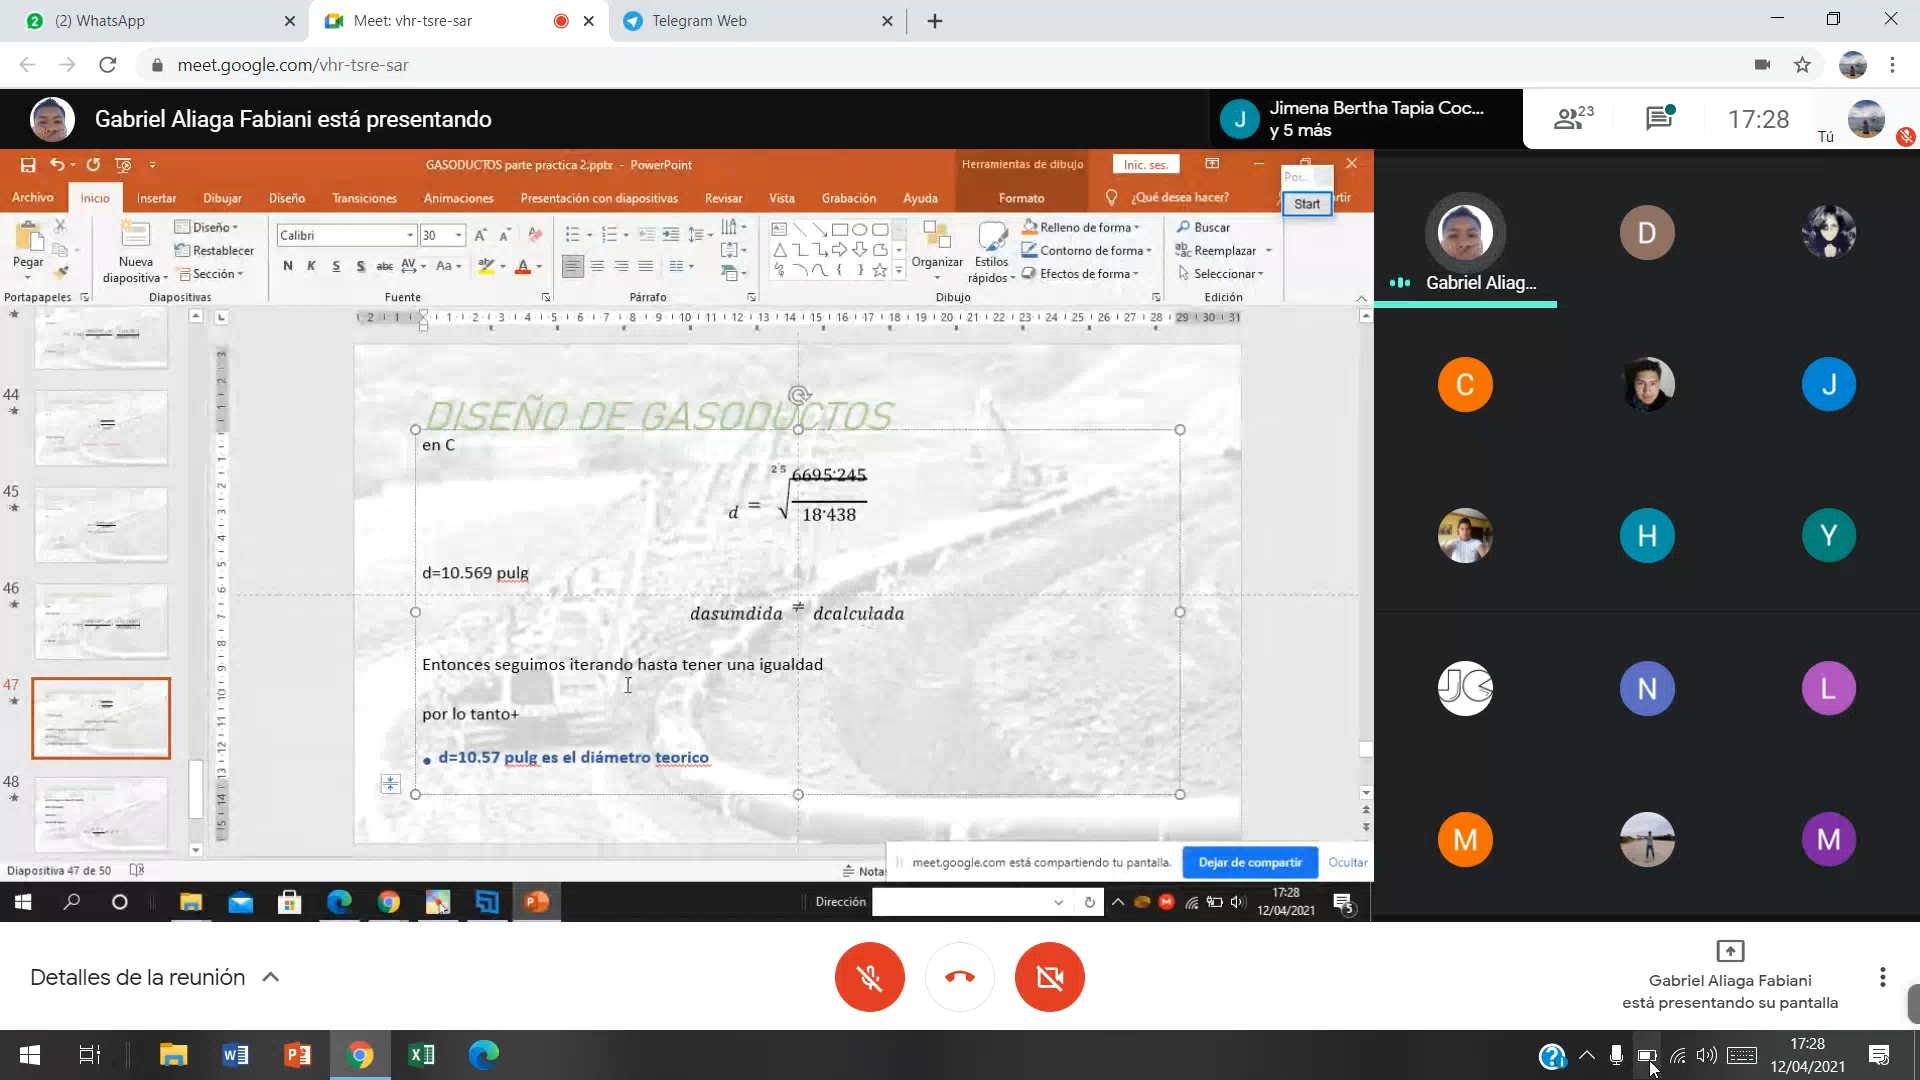 (2) WhatsApp
Meet: vhr-tsre-sar
Telegram Web
meet.google.com/vhr-tsre-sar
Gabriel Aliaga Fabiani está presentando
J
Jimena Bertha Tapia Coc...
y 5 más
23
17:28
Tú
GASODUCTOS parte practica 2.pptx - PowerPoint
Herramientas de dibujo
Inic. ses.
Archivo
Inicio
Insertar
Dibujar
Diseño
Transiciones
Animaciones
Presentación con diapositivas
Revisar
Vista
Grabación
Ayuda
Formato
¿Qué desea hacer?
Start
Pegar
Nueva
diapositiva
Diseño
Restablecer
Sección
Calibri
30
N K S S abc AV Aa A
Organizar
Estilos
rápidos
Relleno de forma
Contorno de forma
Efectos de forma
Buscar
Reemplazar
Seleccionar
Portapapeles
Diapositivas
Fuente
Párrafo
Dibujo
Edición
44
45
46
47
48
DISEÑO DE GASODUCTOS
en C
d = 2.5√ 6695.245
18.438
d=10.569 pulg
dasumdida ≠ dcalculada
Entonces seguimos iterando hasta tener una igualdad
por lo tanto+
• d=10.57 pulg es el diámetro teorico
Diapositiva 47 de 50
Notas
meet.google.com está compartiendo tu pantalla.
Dejar de compartir
Ocultar
Dirección
17:28
12/04/2021
5
Gabriel Aliag...
D
C
J
H
Y
JC
N
L
M
M
Detalles de la reunión
Gabriel Aliaga Fabiani
está presentando su pantalla
17:28
12/04/2021